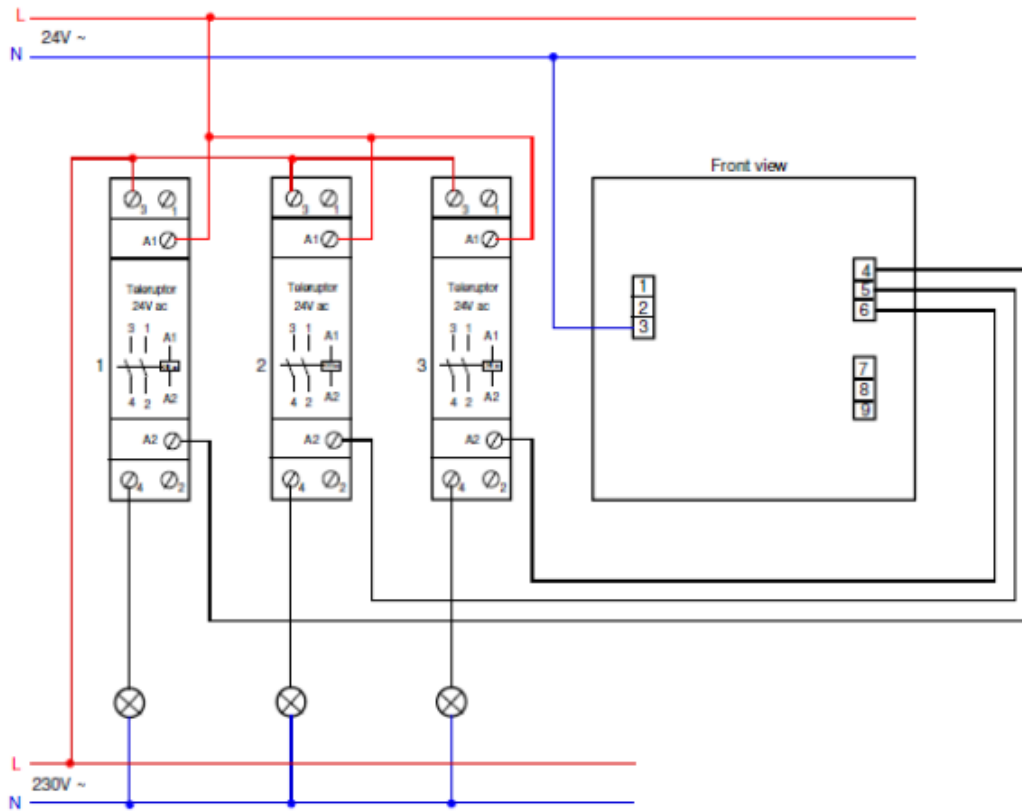 L
24V ~
N
Front view
3 1
3 1
3 1
A1
A1
A1
4
1
5
2
6
3
Teleruptor
24V ac
Teleruptor
24V ac
Teleruptor
24V ac
3 1
A1
3 1
A1
3 1
A1
1
2
3
7
8
9
4 2
A2
4 2
A2
4 2
A2
A2
A2
A2
4 2
4 2
4 2
L
230V ~
N